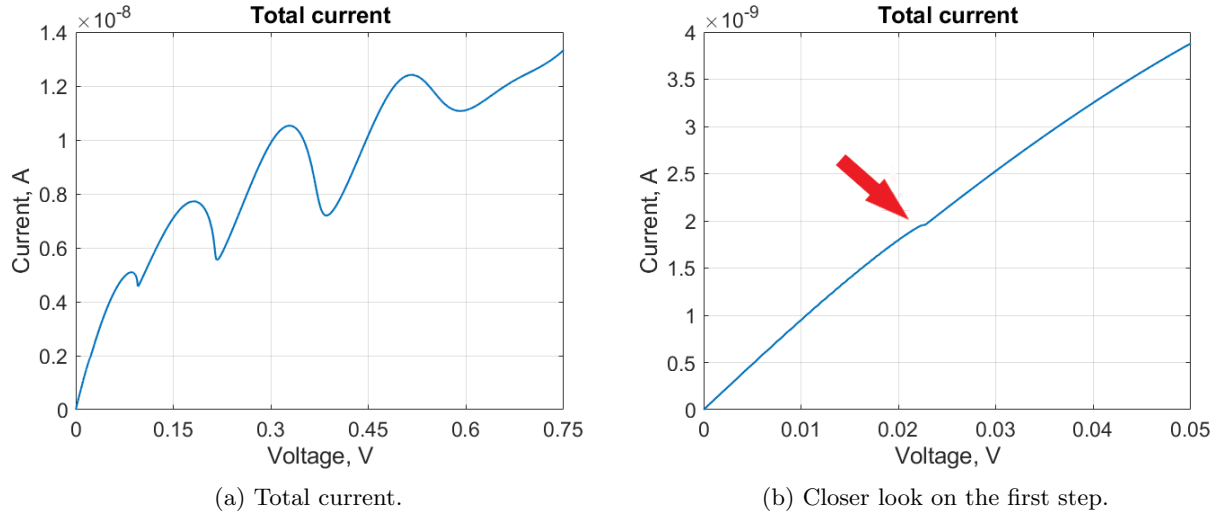 Total current
×10⁻⁸
1.4
1.2
1
0.8
0.6
0.4
0.2
0
Current, A
0 0.15 0.3 0.45 0.6 0.75
Voltage, V
(a) Total current.
Total current
×10⁻⁹
4
3.5
3
2.5
2
1.5
1
0.5
0
Current, A
0 0.01 0.02 0.03 0.04 0.05
Voltage, V
(b) Closer look on the first step.